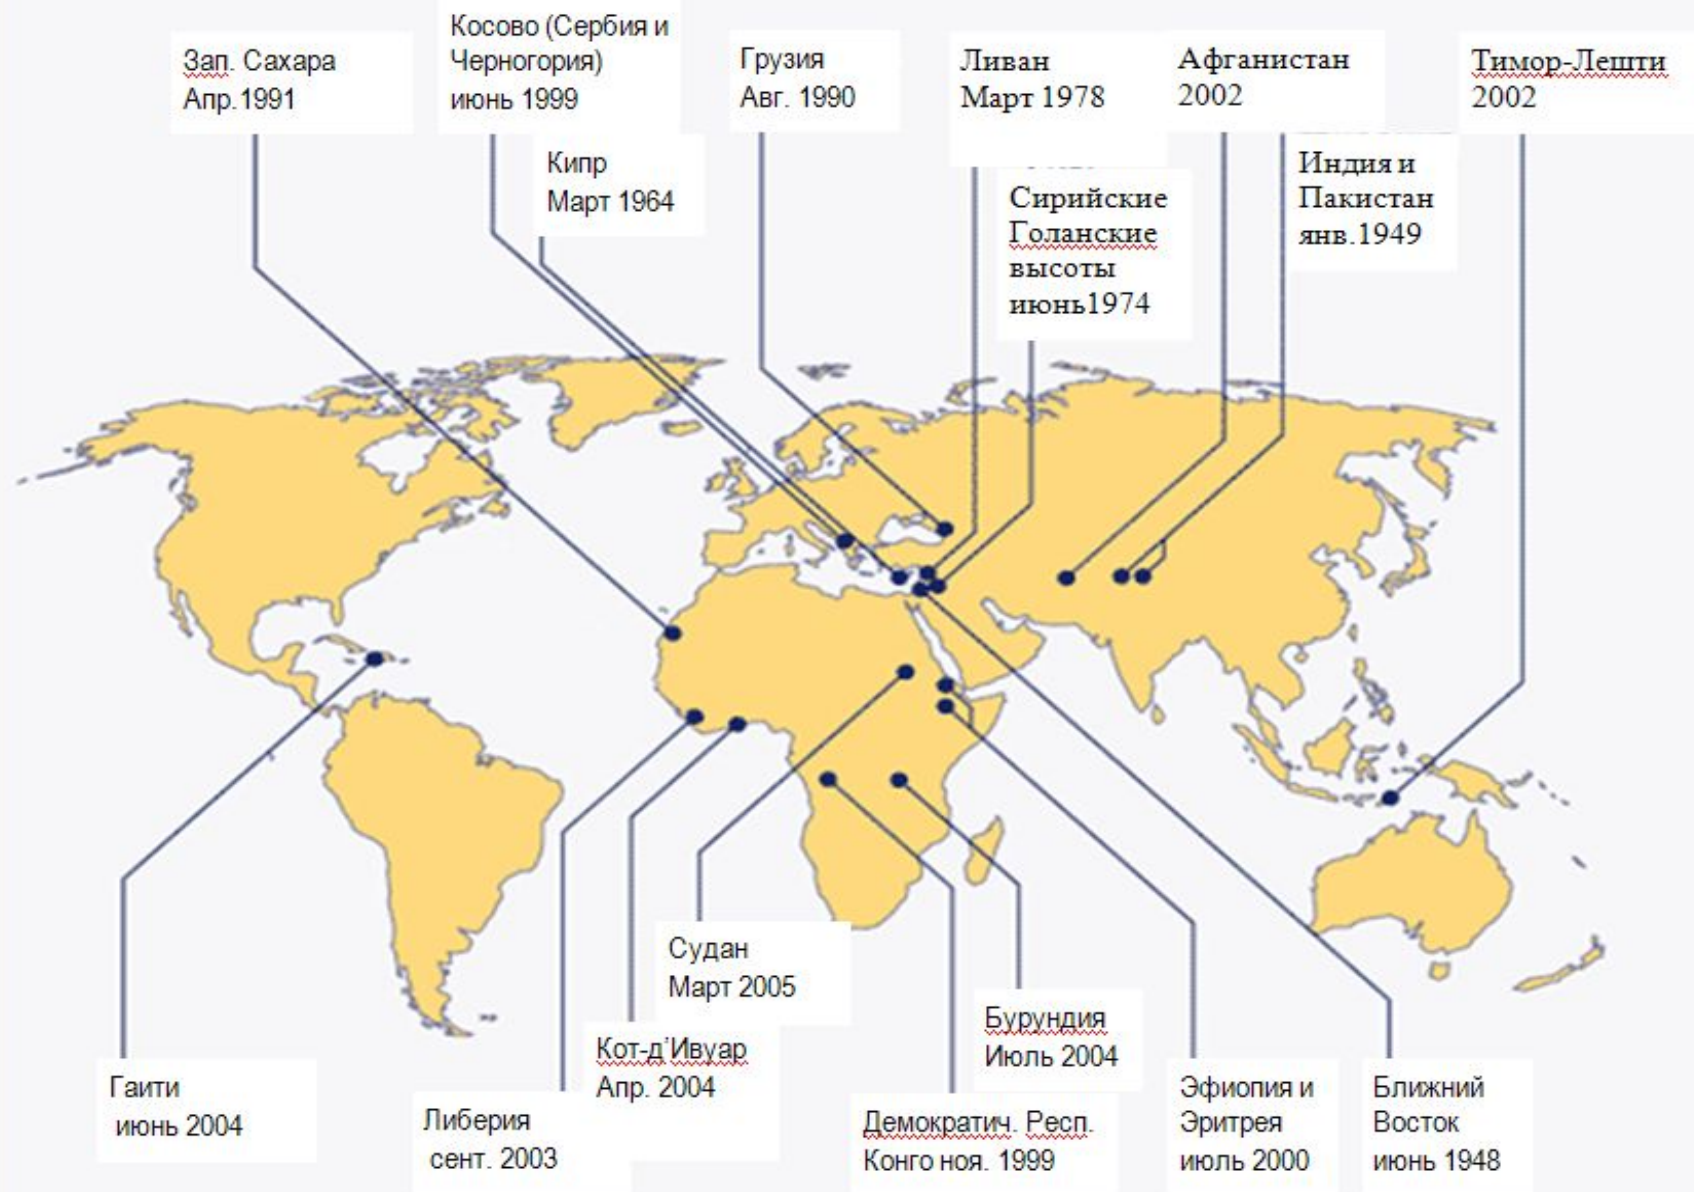 Зап. Сахара
Апр.1991
Косово (Сербия и
Черногория)
июнь 1999
Кипр
Март 1964
Грузия
Авг. 1990
Ливан
Март 1978
Сирийские
Голанские
высоты
июнь1974
Афганистан
2002
Индия и
Пакистан
янв.1949
Тимор-Лешти
2002
Гаити
июнь 2004
Либерия
сент. 2003
Кот-д’Ивуар
Апр. 2004
Судан
Март 2005
Демократич. Респ.
Конго ноя. 1999
Бурундия
Июль 2004
Эфиопия и
Эритрея
июль 2000
Ближний
Восток
июнь 1948